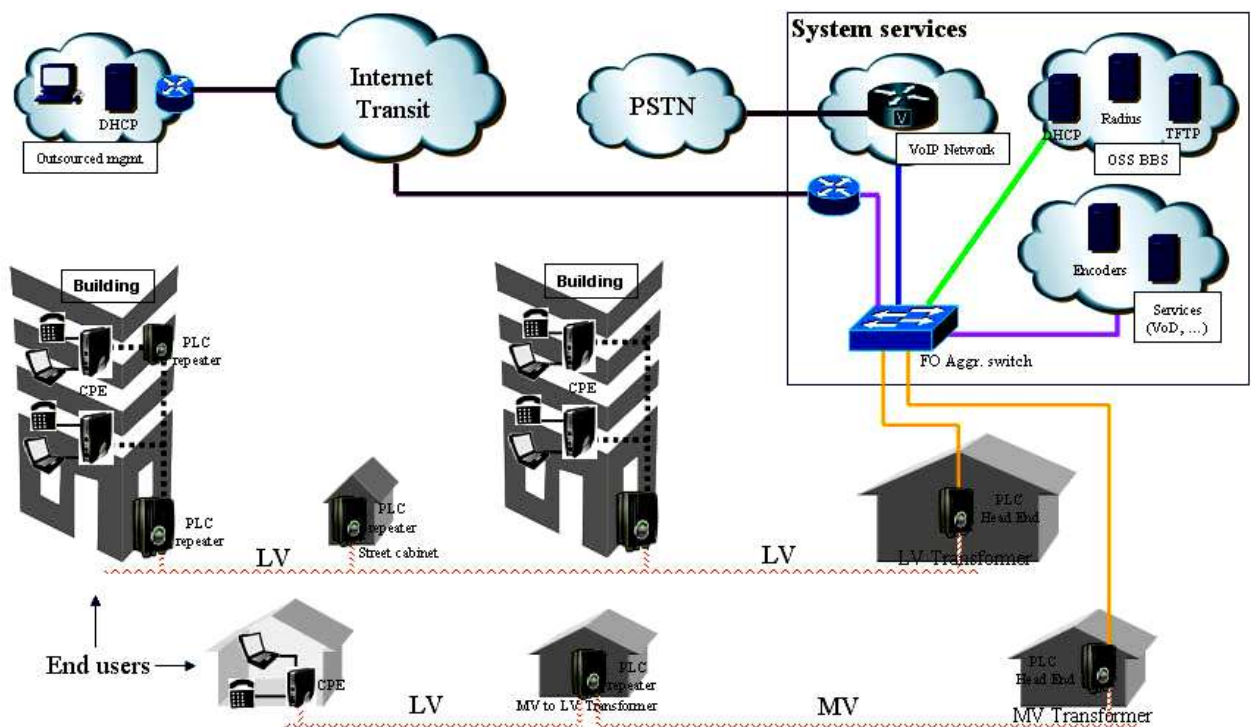 System services
Internet
Transit
PSTN
DHCP
Outsourced mgmt.
V
VoIP Network
HCP
Radius
TFTP
OSS BBS
Encoders
Services
(VoD, ...)
FO Aggr. switch
Building
PLC
repeater
CPE
PLC
repeater
PLC
repeater
Street cabinet
Building
CPE
PLC
Head End
LV Transformer
LV
LV
End users
CPE
PLC
repeater
MV to LV Transformer
PLC
Head End
MV Transformer
LV
MV